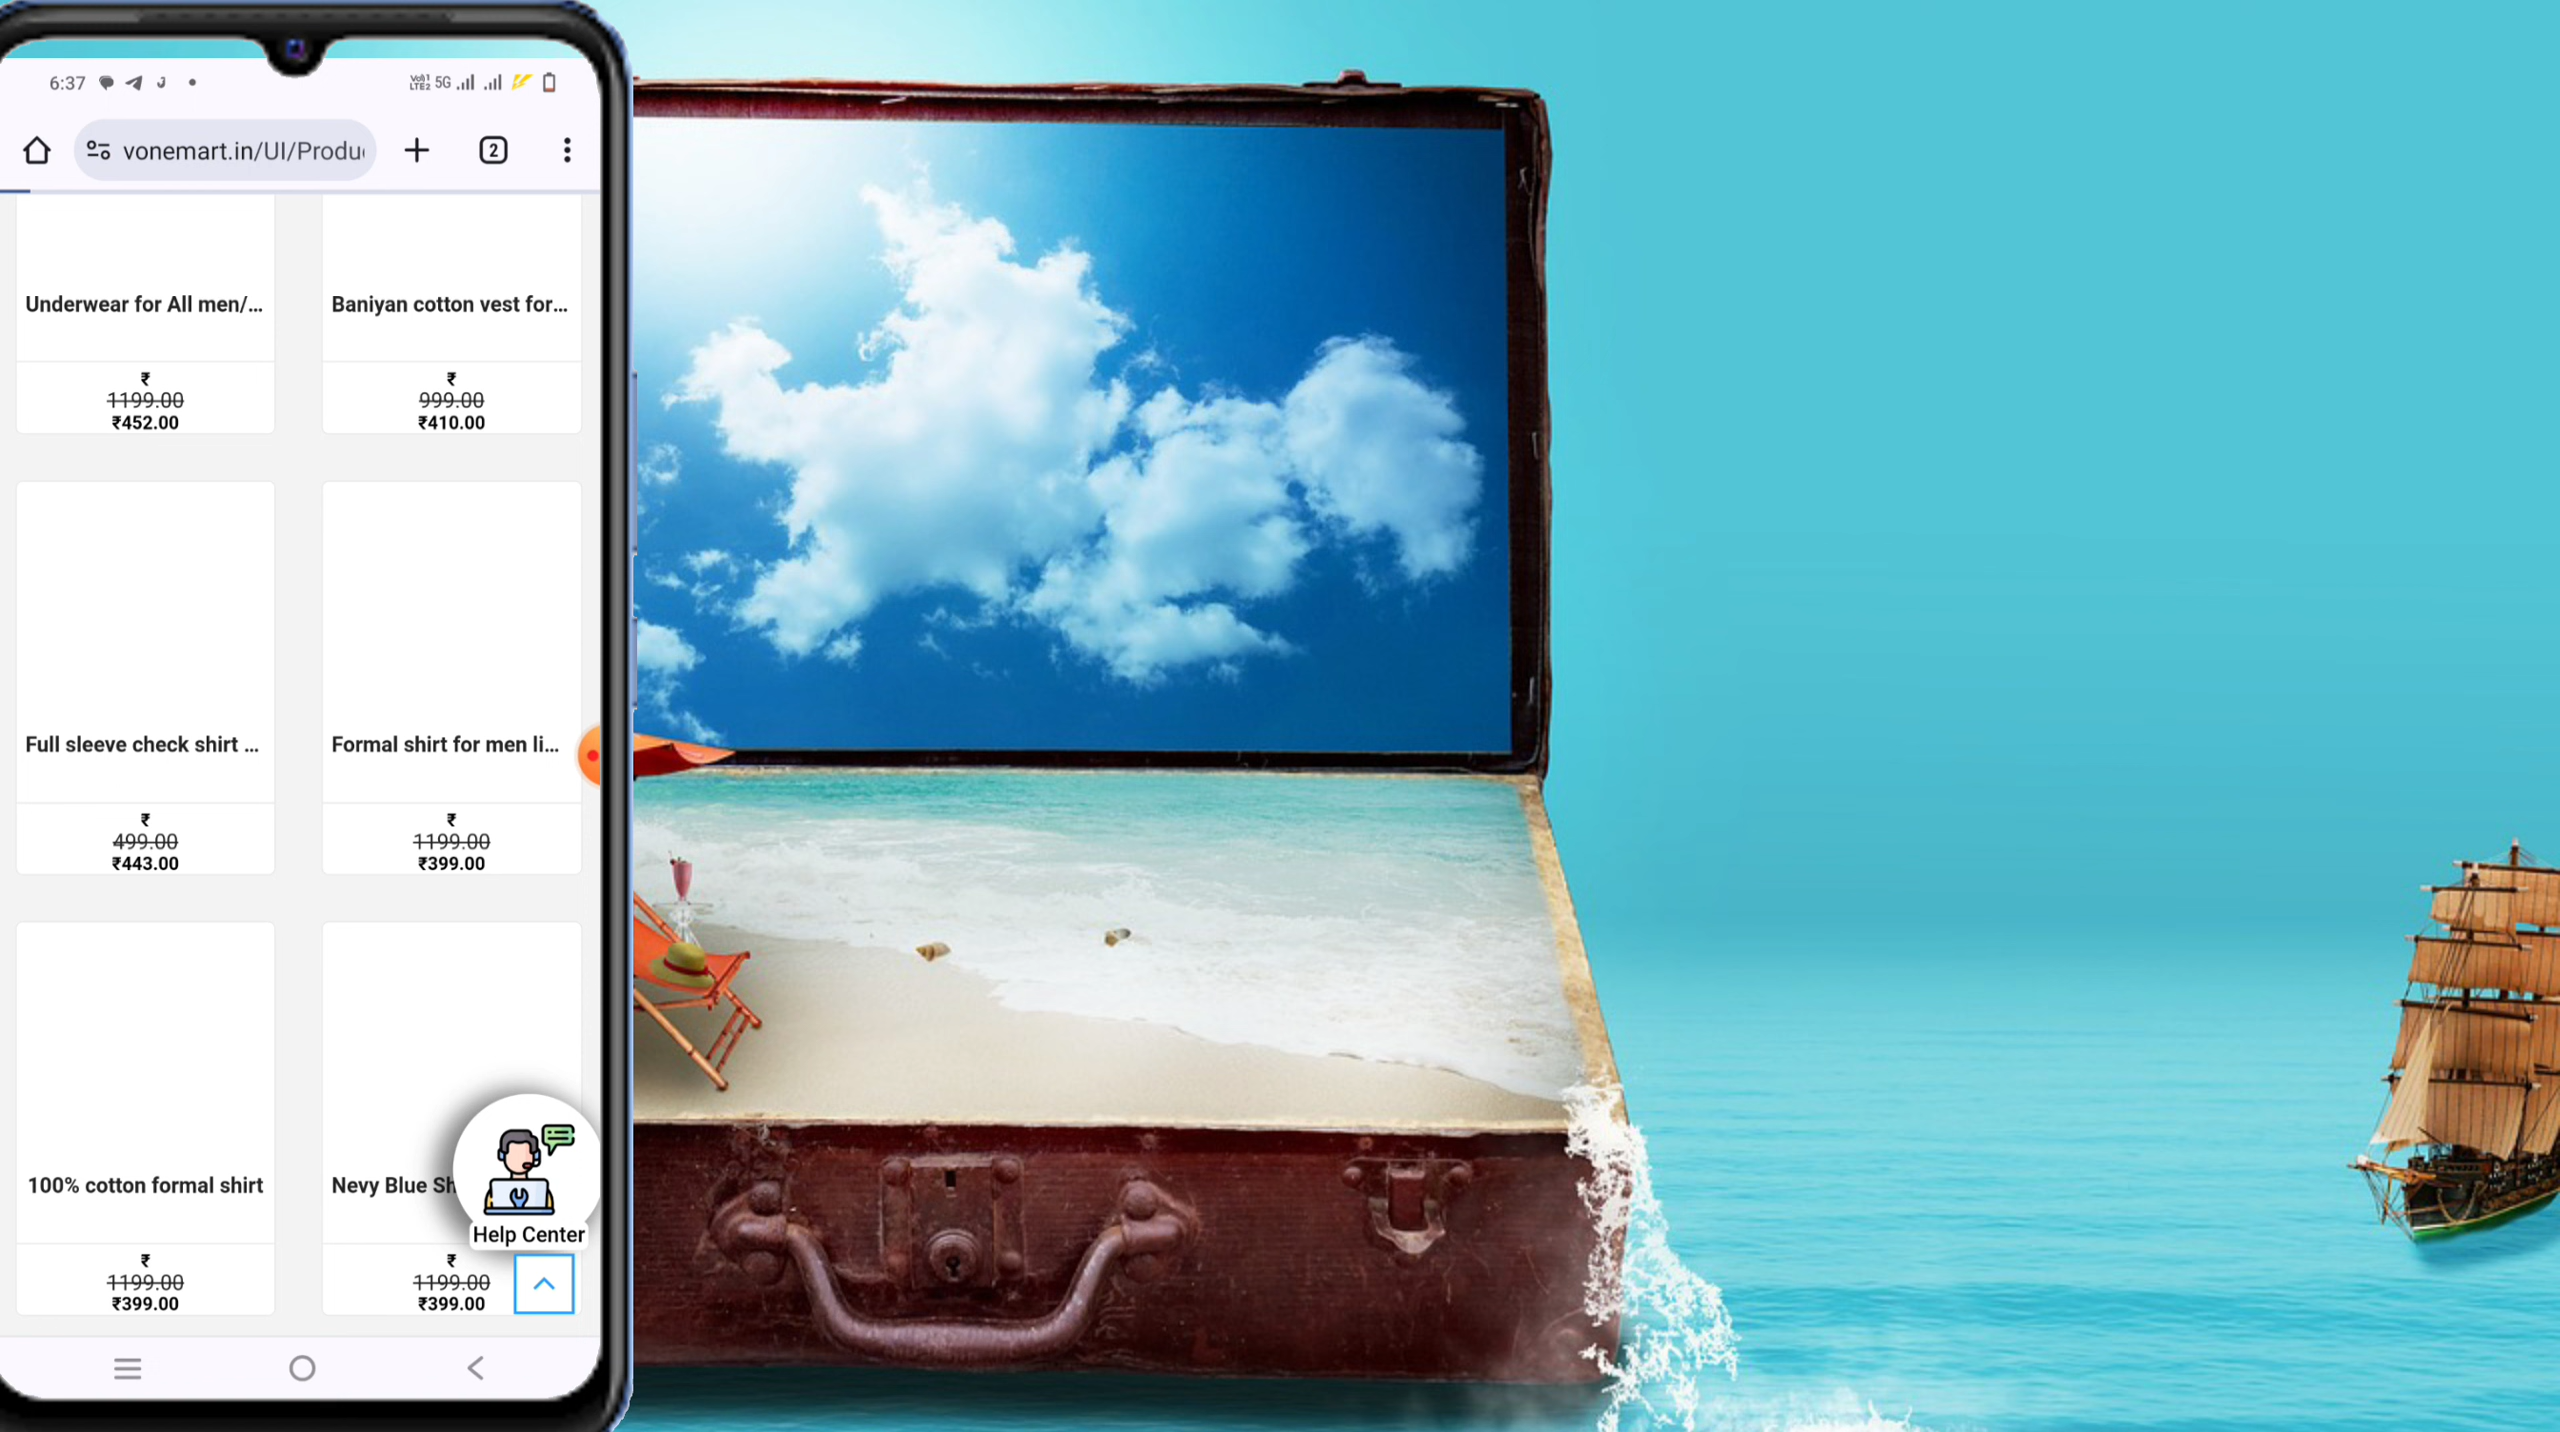 6:37
Vo)) 1 LTE2 5G
vonemart.in/UI/Produ
2
Underwear for All men/...
Baniyan cotton vest for...
₹
1199.00
₹452.00
₹
999.00
₹410.00
Full sleeve check shirt ...
Formal shirt for men li...
₹
499.00
₹443.00
₹
1199.00
₹399.00
100% cotton formal shirt
Nevy Blue Sh
Help Center
₹
1199.00
₹399.00
₹
1199.00
₹399.00